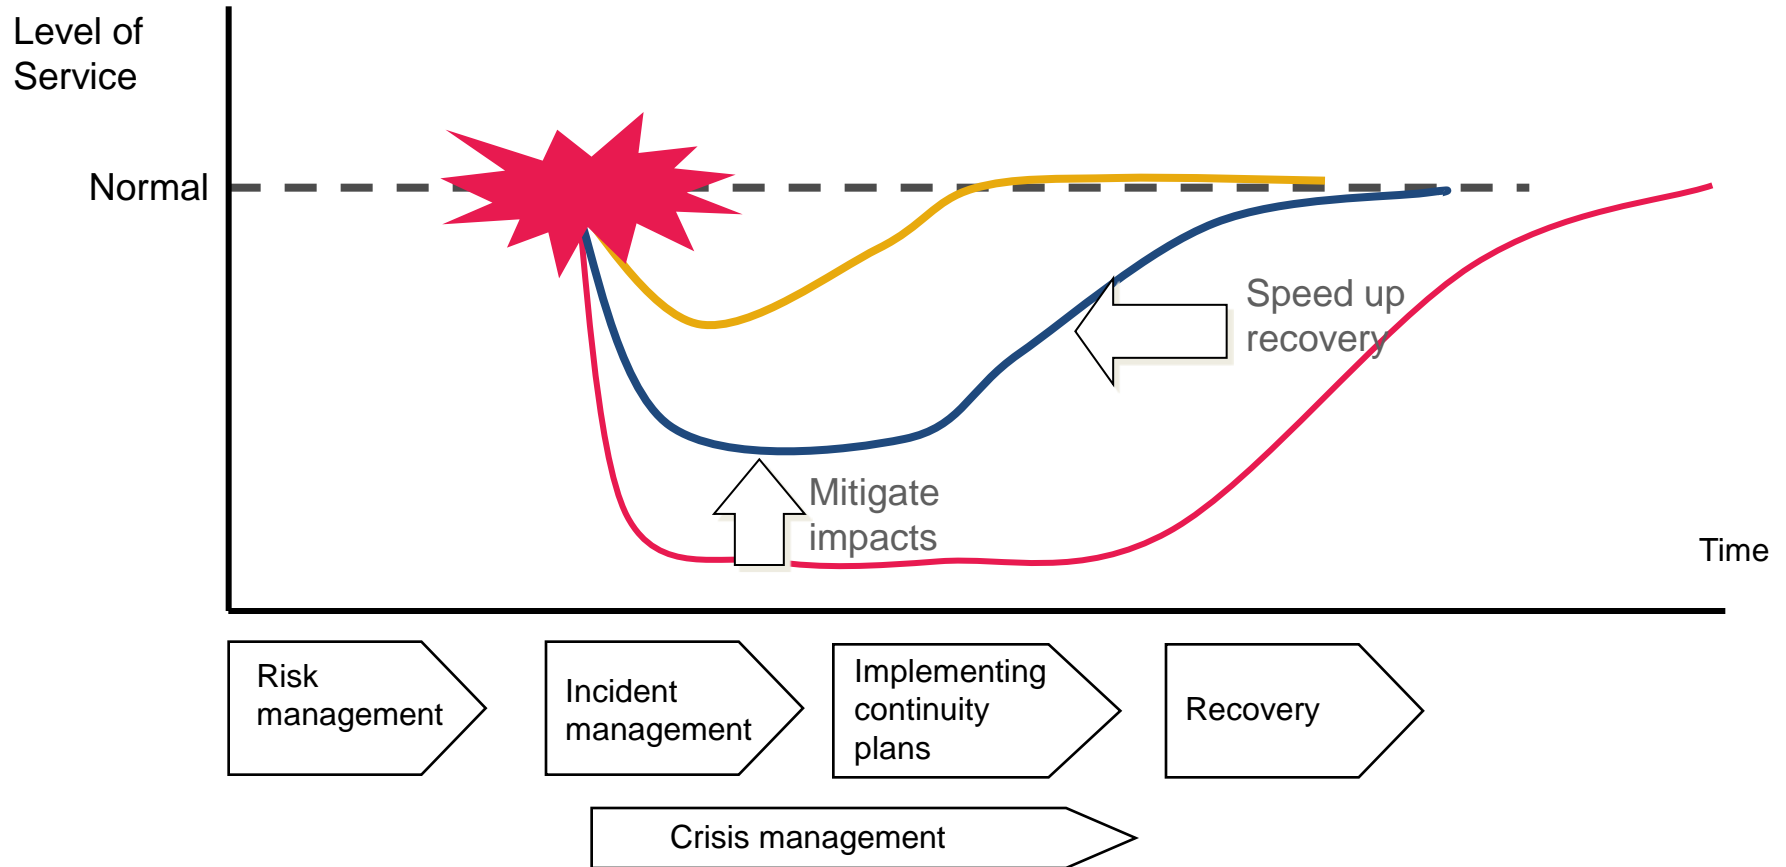 Level of
Service
Normal
Speed up
recovery
Mitigate
impacts
Time
Risk
management
Incident
management
Implementing
continuity
plans
Recovery
Crisis management